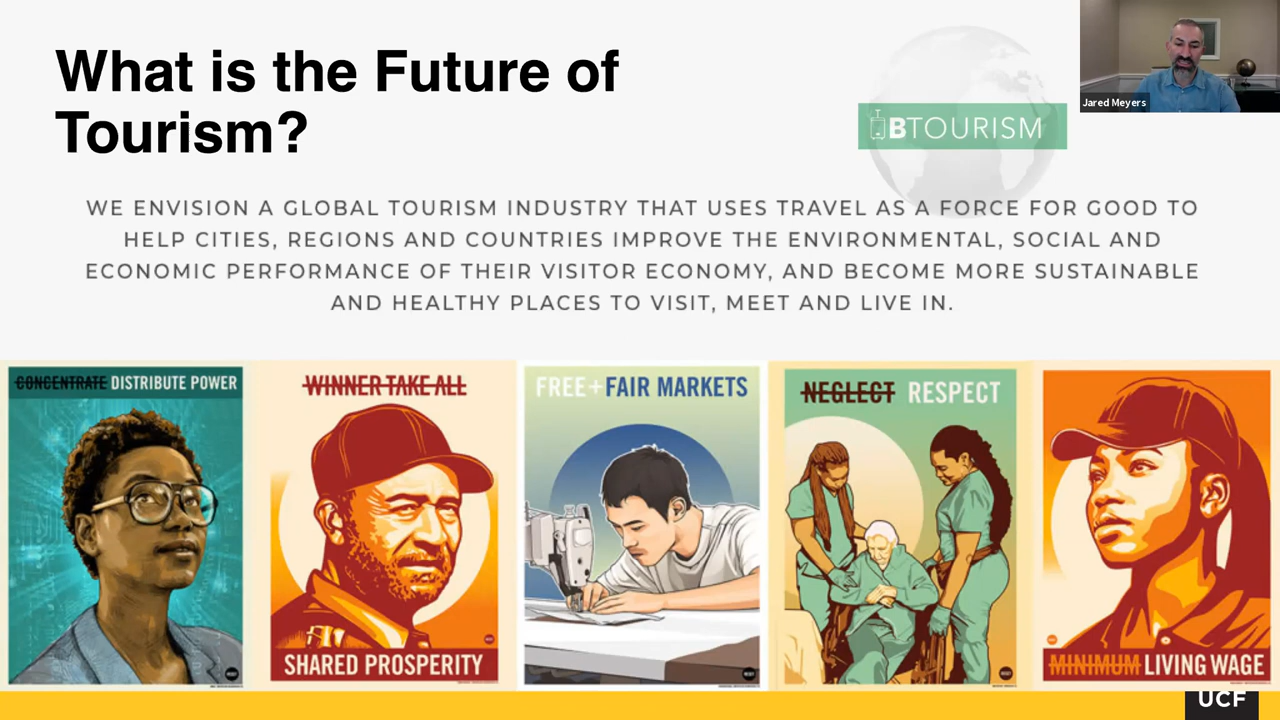 What is the Future of
Tourism?
BTOURISM
Jared Meyers
WE ENVISION A GLOBAL TOURISM INDUSTRY THAT USES TRAVEL AS A FORCE FOR GOOD TO
HELP CITIES, REGIONS AND COUNTRIES IMPROVE THE ENVIRONMENTAL, SOCIAL AND
ECONOMIC PERFORMANCE OF THEIR VISITOR ECONOMY, AND BECOME MORE SUSTAINABLE
AND HEALTHY PLACES TO VISIT, MEET AND LIVE IN.
CONCENTRATE DISTRIBUTE POWER
WINNER TAKE ALL
SHARED PROSPERITY
FREE+FAIR MARKETS
NEGLECT RESPECT
MINIMUM LIVING WAGE
UCF